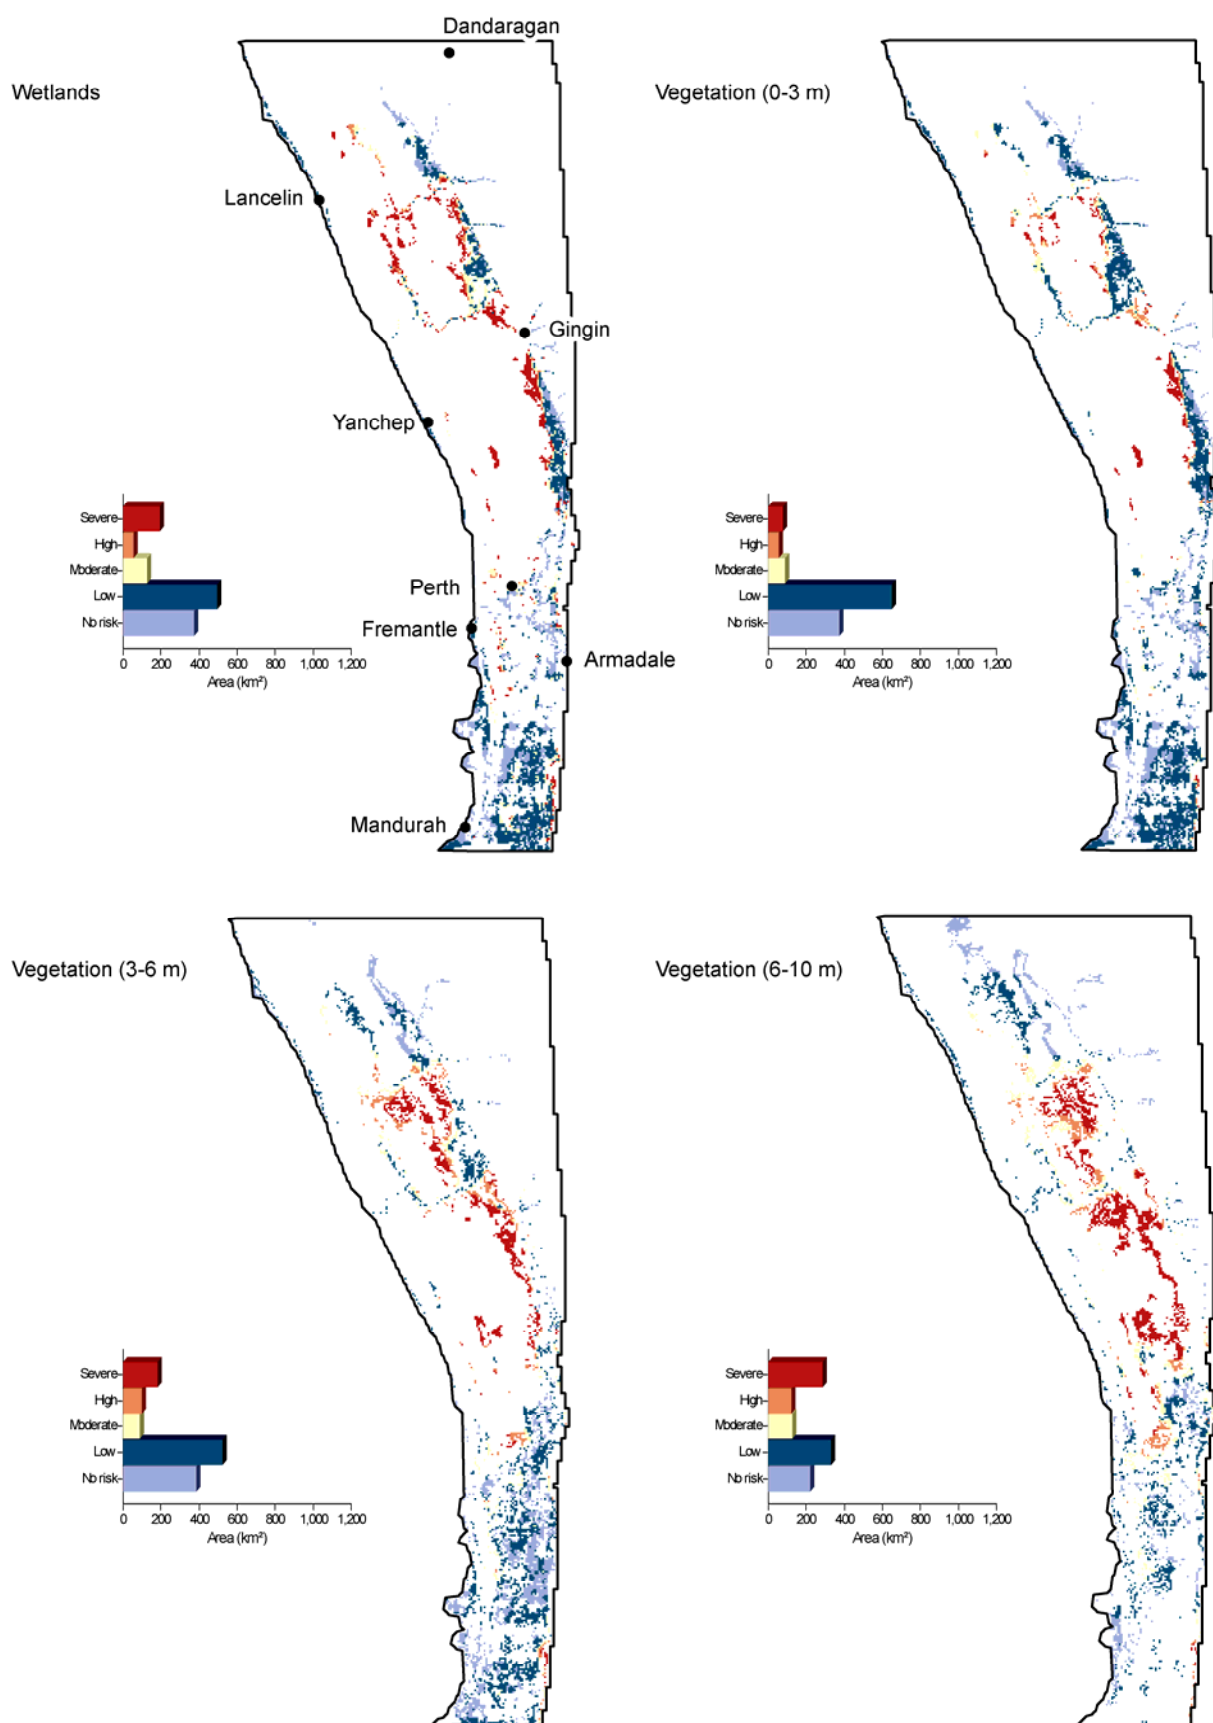 Dandaragan
Wetlands
Vegetation (0-3 m)
Lancelin
Gingin
Yanchep
Severe
High
Moderate
Low
No risk
0 200 400 600 800 1,000 1,200
Area (km²)
Severe
High
Moderate
Low
No risk
0 200 400 600 800 1,000 1,200
Area (km²)
Perth
Fremantle
Armadale
Mandurah
Vegetation (3-6 m)
Vegetation (6-10 m)
Severe
High
Moderate
Low
No risk
0 200 400 600 800 1,000 1,200
Area (km²)
Severe
High
Moderate
Low
No risk
0 200 400 600 800 1,000 1,200
Area (km²)